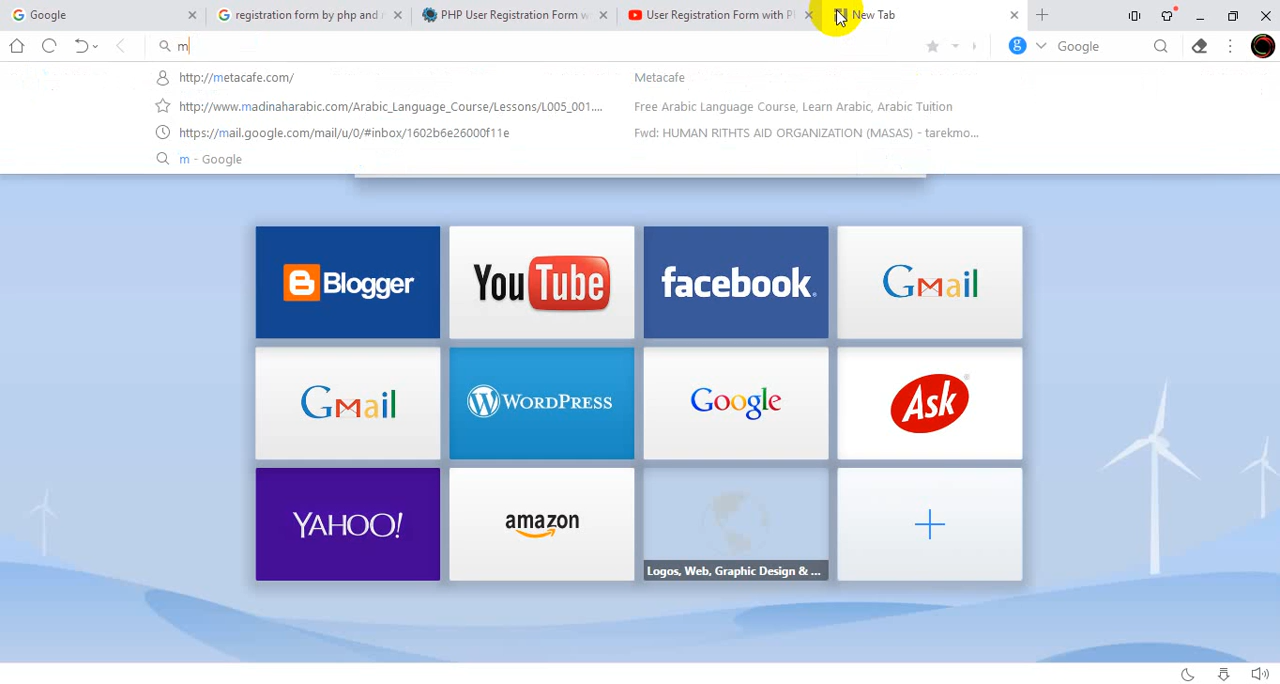 Google registration form by php and r PHP User Registration Form w User Registration Form with P New Tab
m Google
http://metacafe.com/ Metacafe
http://www.madinaharabic.com/Arabic_Language_Course/Lessons/L005_001.... Free Arabic Language Course, Learn Arabic, Arabic Tuition
https://mail.google.com/mail/u/0/#inbox/1602b6e26000f11e Fwd: HUMAN RITHTS AID ORGANIZATION (MASAS) - tarekmo...
m - Google
Blogger YouTube facebook Gmail
Gmail WORDPRESS Google Ask
YAHOO! amazon Logos, Web, Graphic Design & ...